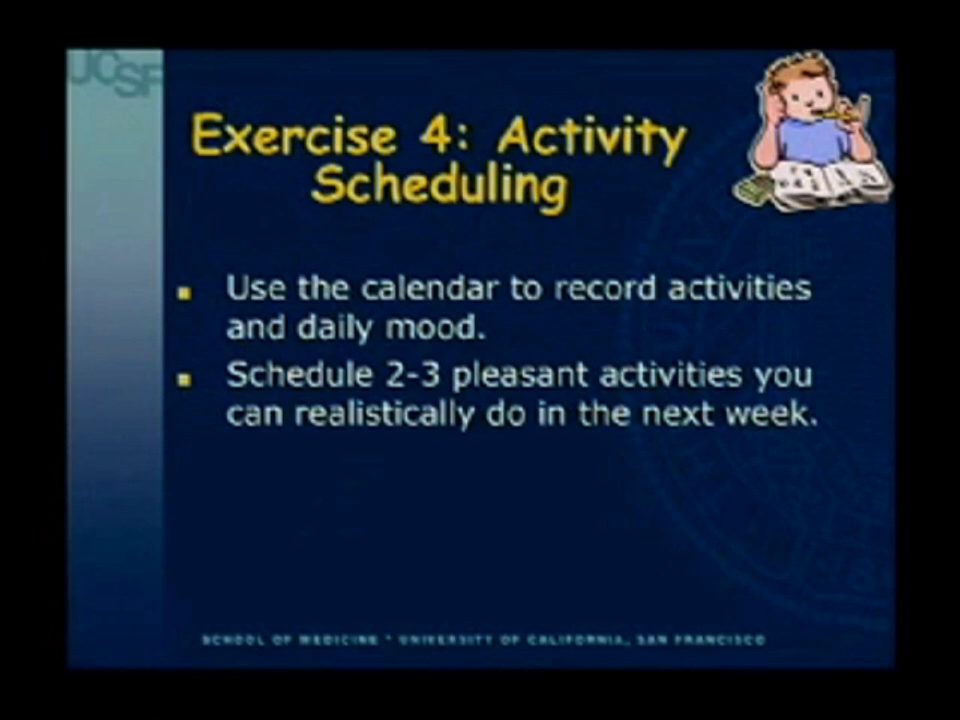 UCSF
Exercise 4: Activity
Scheduling
Use the calendar to record activities
and daily mood.
Schedule 2-3 pleasant activities you
can realistically do in the next week.
SCHOOL OF MEDICINE * UNIVERSITY OF CALIFORNIA, SAN FRANCISCO